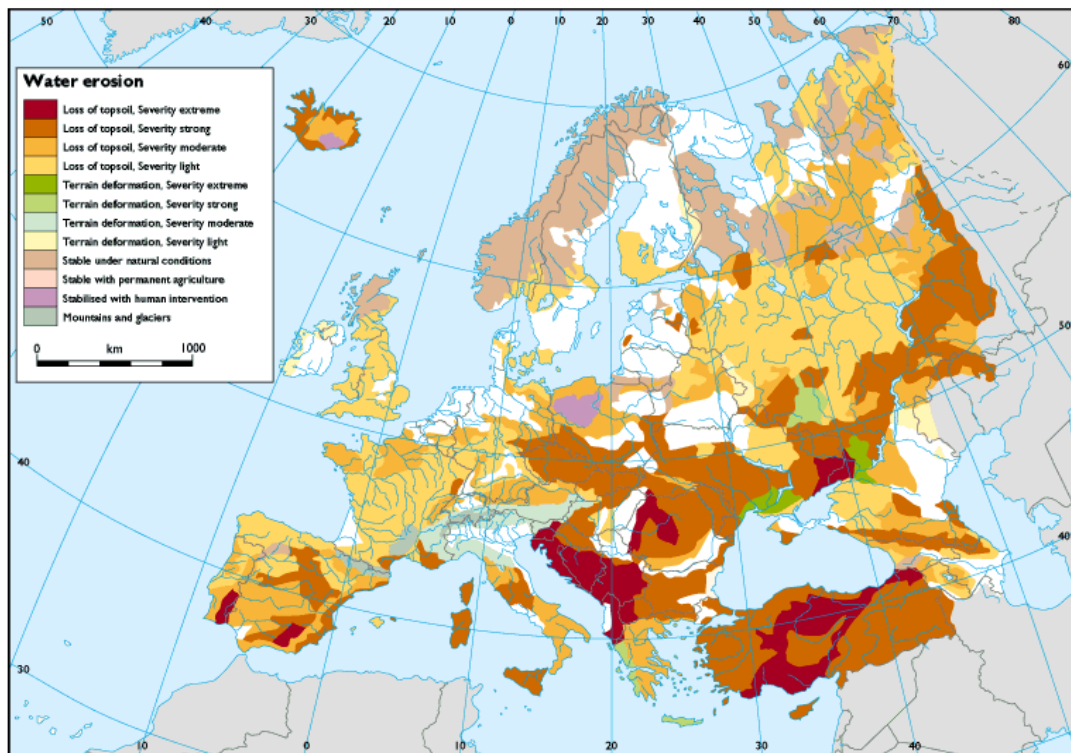 50 40 30 20 10 0 10 20 30 40 50 60 70 80
60
Water erosion
Loss of topsoil, Severity extreme
Loss of topsoil, Severity strong
Loss of topsoil, Severity moderate
Loss of topsoil, Severity light
Terrain deformation, Severity extreme
Terrain deformation, Severity strong
Terrain deformation, Severity moderate
Terrain deformation, Severity light
Stable under natural conditions
Stable with permanent agriculture
Stabilised with human intervention
Mountains and glaciers
0 km 1000
50
40
40
30
10 0 10 20 30 40